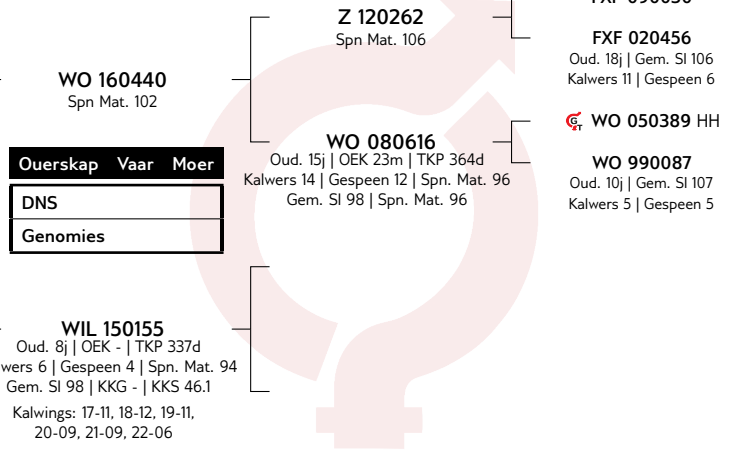 Z 120262
Spn Mat. 106
FXF 020456
Oud. 18j | Gem. SI 106
Kalwers 11 | Gespeen 6
WO 160440
Spn Mat. 102
WO 050389 HH
WO 080616
Oud. 15j | OEK 23m | TKP 364d
Kalwers 14 | Gespeen 12 | Spn. Mat. 96
Gem. SI 98 | Spn. Mat. 96
WO 990087
Oud. 10j | Gem. SI 107
Kalwers 5 | Gespeen 5
Ouerskap Vaar Moer
DNS
Genomies
WIL 150155
Oud. 8j | OEK - | TKP 337d
wers 6 | Gespeen 4 | Spn. Mat. 94
Gem. SI 98 | KKG - | KKS 46.1
Kalwings: 17-11, 18-12, 19-11,
20-09, 21-09, 22-06